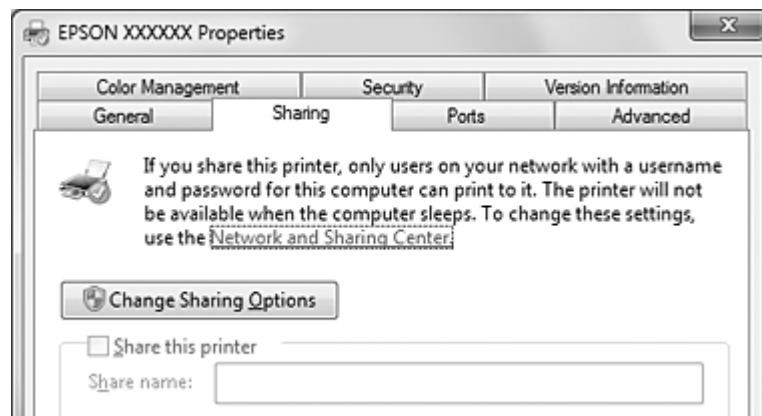 EPSON XXXXXX Properties
Color Management Security Version Information
General Sharing Ports Advanced
If you share this printer, only users on your network with a username
and password for this computer can print to it. The printer will not
be available when the computer sleeps. To change these settings,
use the Network and Sharing Center.
Change Sharing Options
Share this printer
Share name: